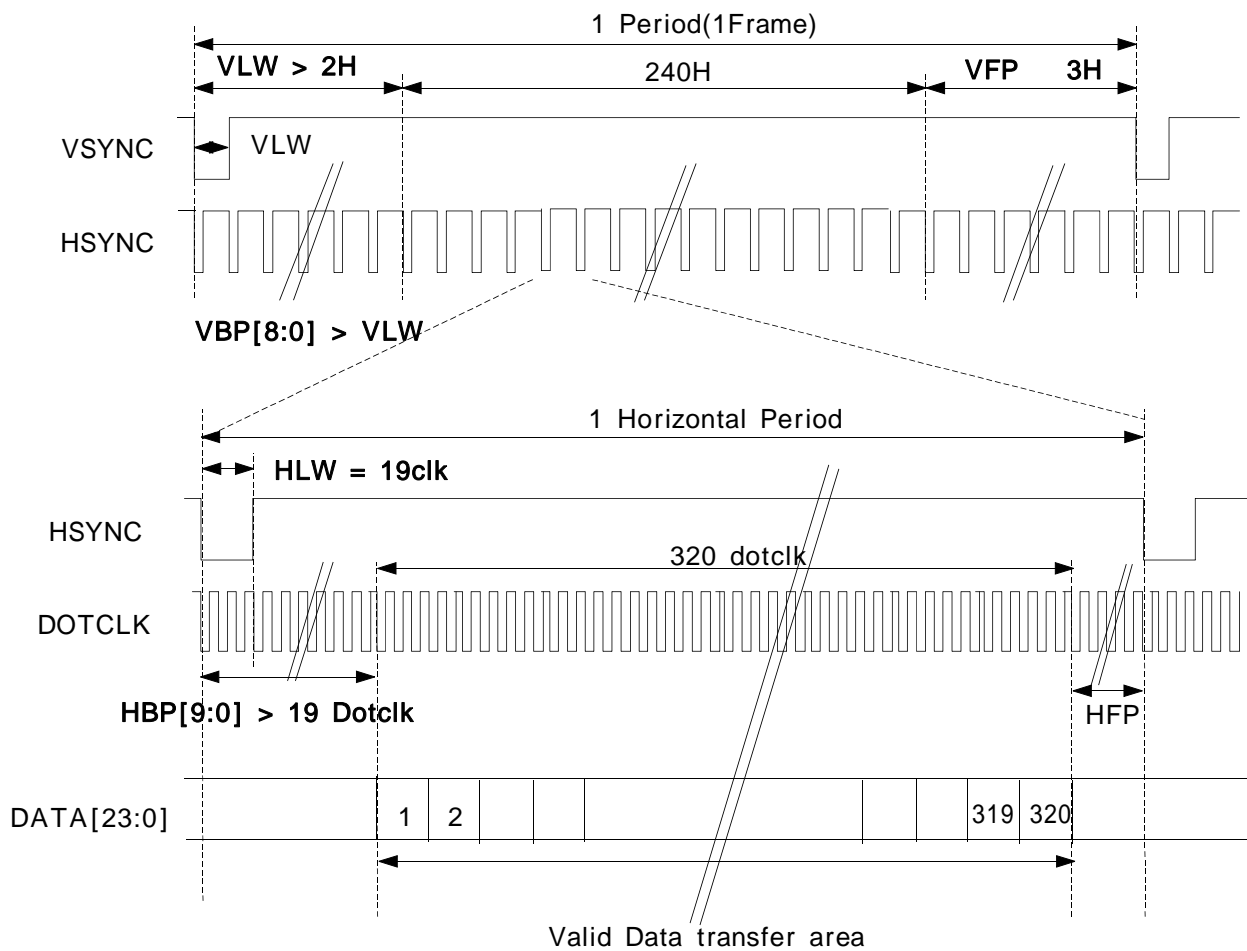 1 Period(1Frame)
VLW > 2H
240H
VFP 3H
VSYNC
VLW
HSYNC
VBP[8:0] > VLW
1 Horizontal Period
HLW = 19clk
HSYNC
320 dotclk
DOTCLK
HBP[9:0] > 19 Dotclk
HFP
DATA[23:0]
1
2
319
320
Valid Data transfer area